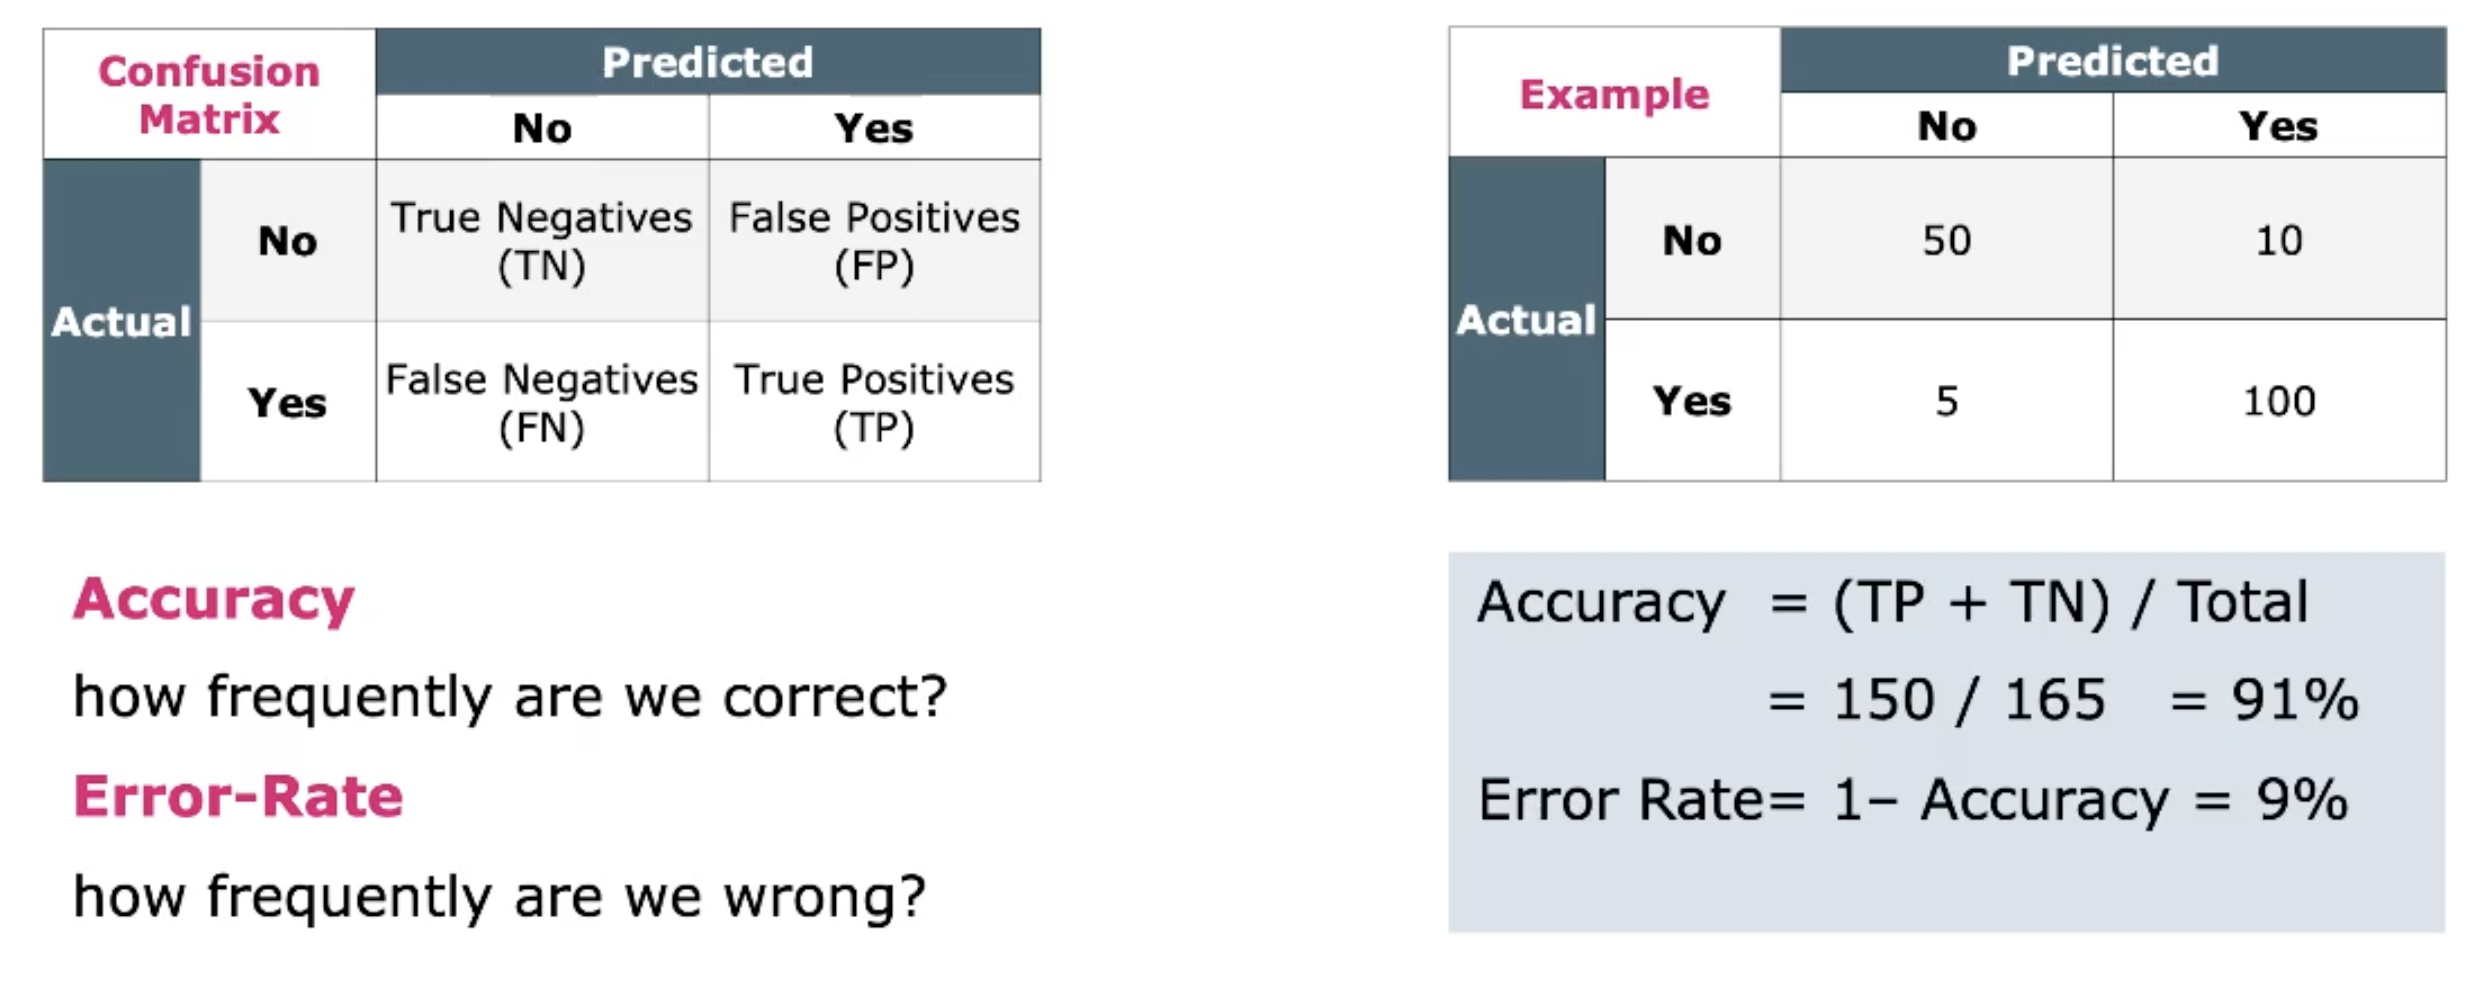 Confusion
Matrix
Predicted
No Yes
Actual
No
True Negatives
(TN)
False Positives
(FP)
Yes
False Negatives
(FN)
True Positives
(TP)
Example
Predicted
No Yes
Actual
No 50 10
Yes 5 100
Accuracy
how frequently are we correct?
Error-Rate
how frequently are we wrong?
Accuracy = (TP + TN) / Total
= 150 / 165 = 91%
Error Rate= 1– Accuracy = 9%